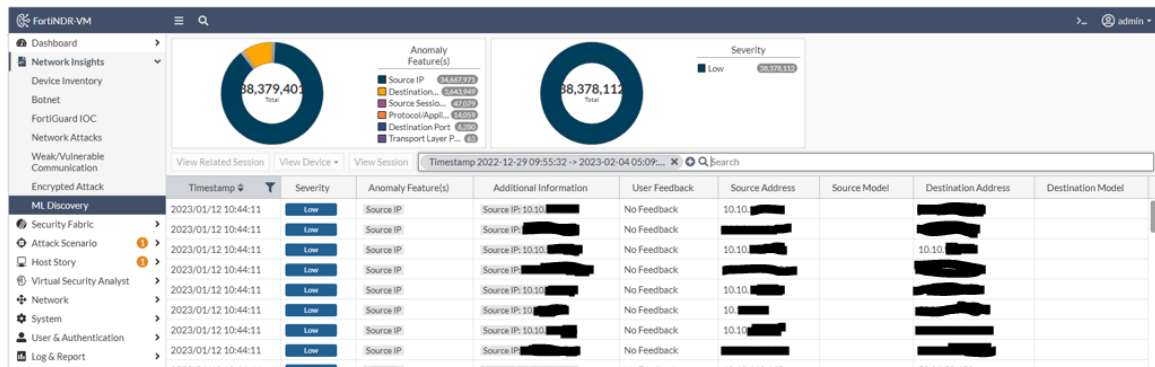 FortiNDR-VM
>_ admin
Dashboard
Network Insights
Device Inventory
Botnet
FortiGuard IOC
Network Attacks
Weak/Vulnerable
Communication
Encrypted Attack
ML Discovery
Security Fabric
Attack Scenario 1
Host Story 1
Virtual Security Analyst
Network
System
User & Authentication
Log & Report
38,379,401
Total
Anomaly
Feature(s)
Source IP 34,667,971
Destination... 3,643,949
Source Sessio... 47,079
Protocol/Appli... 14,059
Destination Port 6,280
Transport Layer P... 63
38,378,112
Total
Severity
Low 38,378,112
View Related Session View Device View Session Timestamp 2022-12-29 09:55:32 -> 2023-02-04 05:09:... Search
Timestamp Severity Anomaly Feature(s) Additional Information User Feedback Source Address Source Model Destination Address Destination Model
2023/01/12 10:44:11 Low Source IP Source IP: 10.10. No Feedback 10.10.
2023/01/12 10:44:11 Low Source IP Source IP: No Feedback
2023/01/12 10:44:11 Low Source IP Source IP: 10.10. No Feedback 10.10. 10.10.
2023/01/12 10:44:11 Low Source IP Source IP: No Feedback
2023/01/12 10:44:11 Low Source IP Source IP: 10.10 No Feedback 10.10.
2023/01/12 10:44:11 Low Source IP Source IP: 10. No Feedback 10.
2023/01/12 10:44:11 Low Source IP Source IP: 10.10. No Feedback 10.10
2023/01/12 10:44:11 Low Source IP Source IP: No Feedback